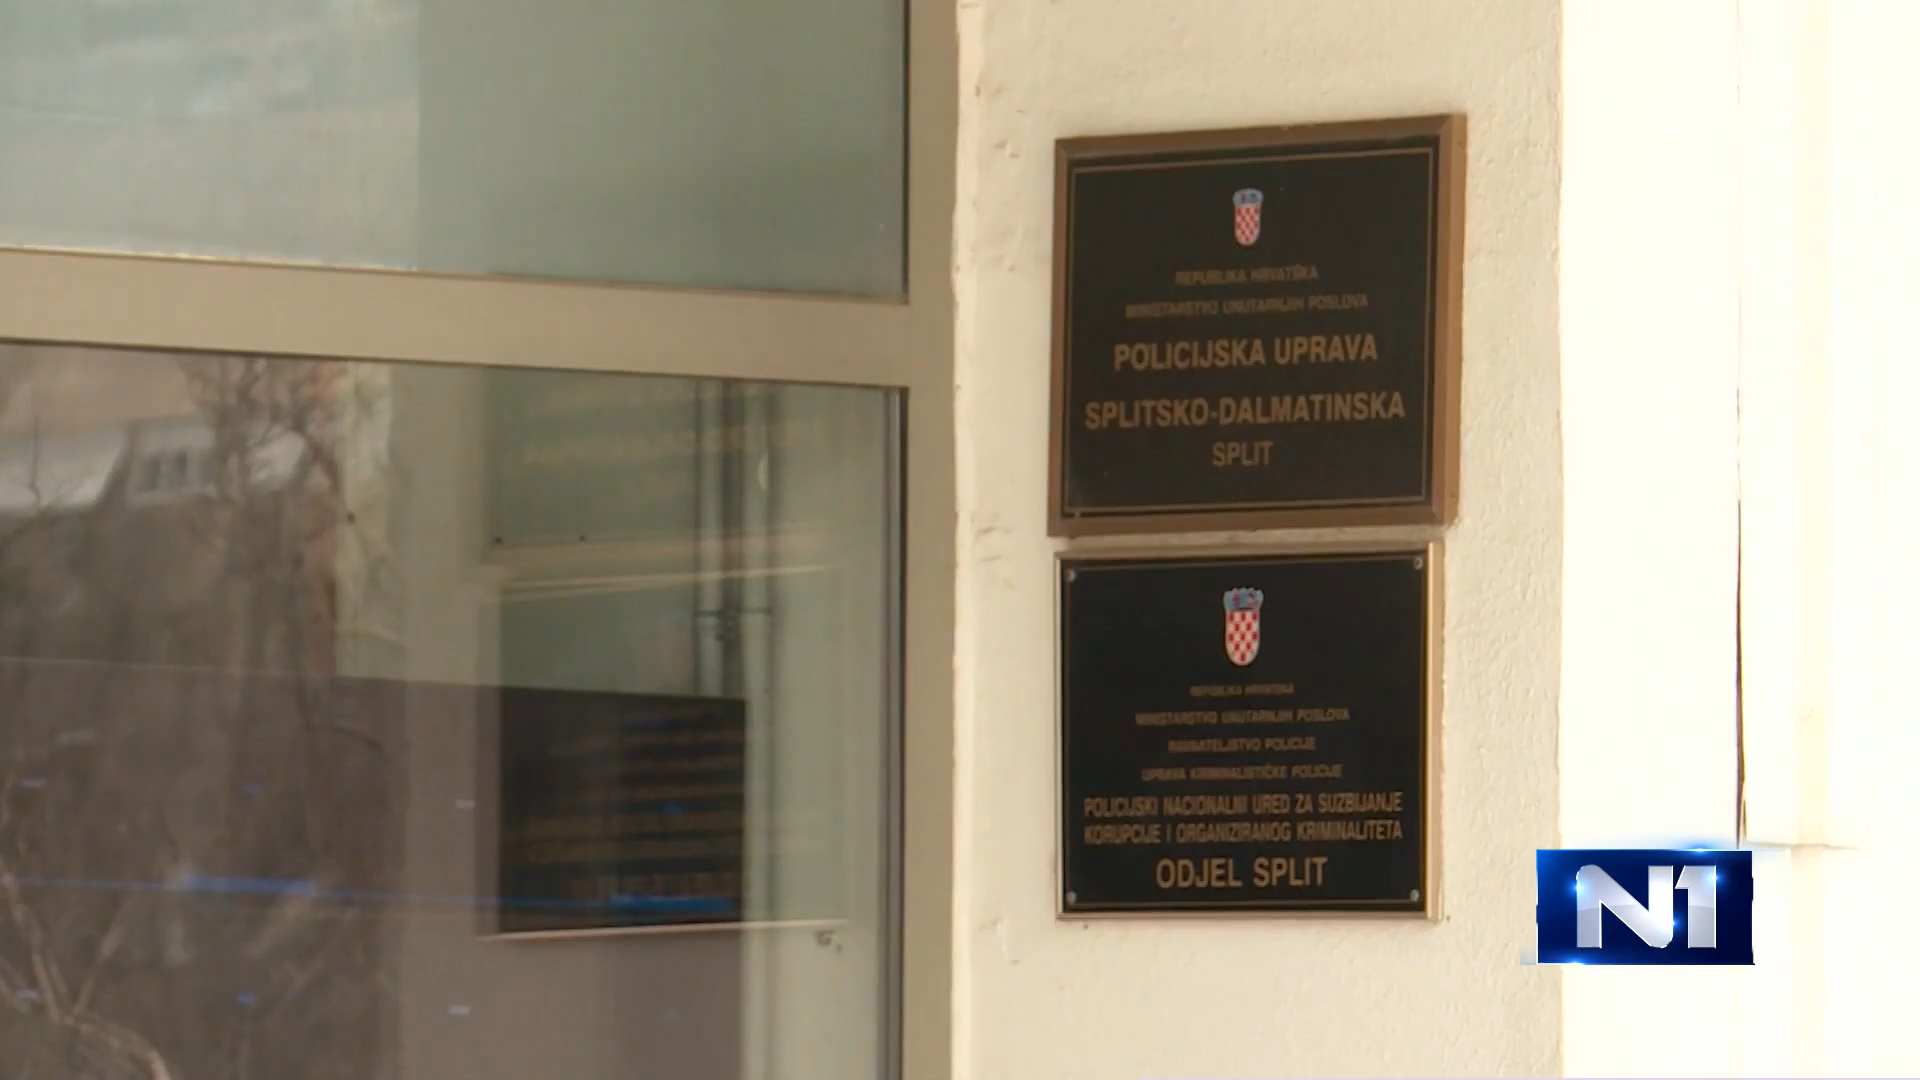 REPUBLIKA HRVATSKA
MINISTARSTVO UNUTARNJIH POSLOVA
POLICIJSKA UPRAVA
SPLITSKO-DALMATINSKA
SPLIT
REPUBLIKA HRVATSKA
MINISTARSTVO UNUTARNJIH POSLOVA
RAVNATELJSTVO POLICIJE
UPRAVA KRIMINALISTIČKE POLICIJE
POLICIJSKI NACIONALNI URED ZA SUZBIJANJE
KORUPCIJE I ORGANIZIRANOG KRIMINALITETA
ODJEL SPLIT
N1